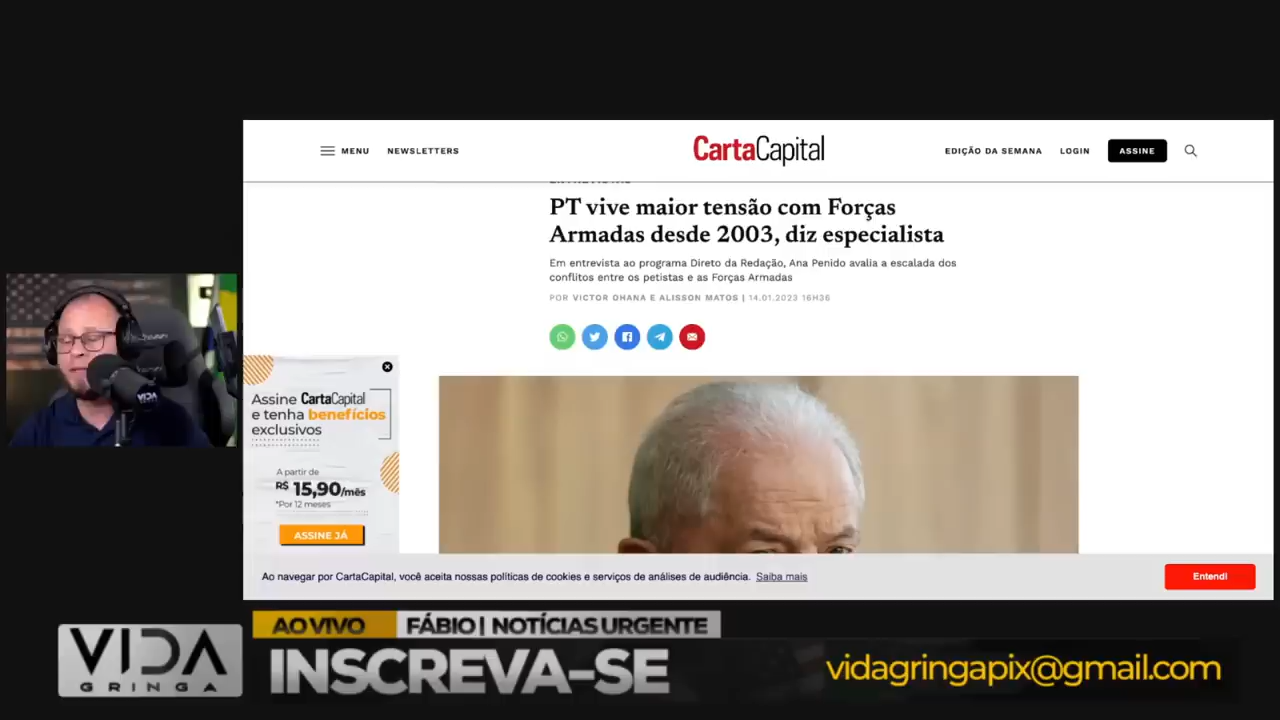 MENU
NEWSLETTERS
CartaCapital
EDIÇÃO DA SEMANA
LOGIN
ASSINE
PT vive maior tensão com Forças
Armadas desde 2003, diz especialista
Em entrevista ao programa Direto da Redação, Ana Penido avalia a escalada dos
conflitos entre os petistas e as Forças Armadas
POR VICTOR OHANA E ALISSON MATOS | 14.01.2023 16H36
Assine CartaCapital
e tenha benefícios
exclusivos
A partir de
R$ 15,90/mês
*Por 12 meses
ASSINE JÁ
Ao navegar por CartaCapital, você aceita nossas políticas de cookies e serviços de análises de audiência. Saiba mais
Entendi
VIDA
AO VIVO
FÁBIO | NOTÍCIAS URGENTE
VIDA
GRINGA
INSCREVA-SE
vidagringapix@gmail.com